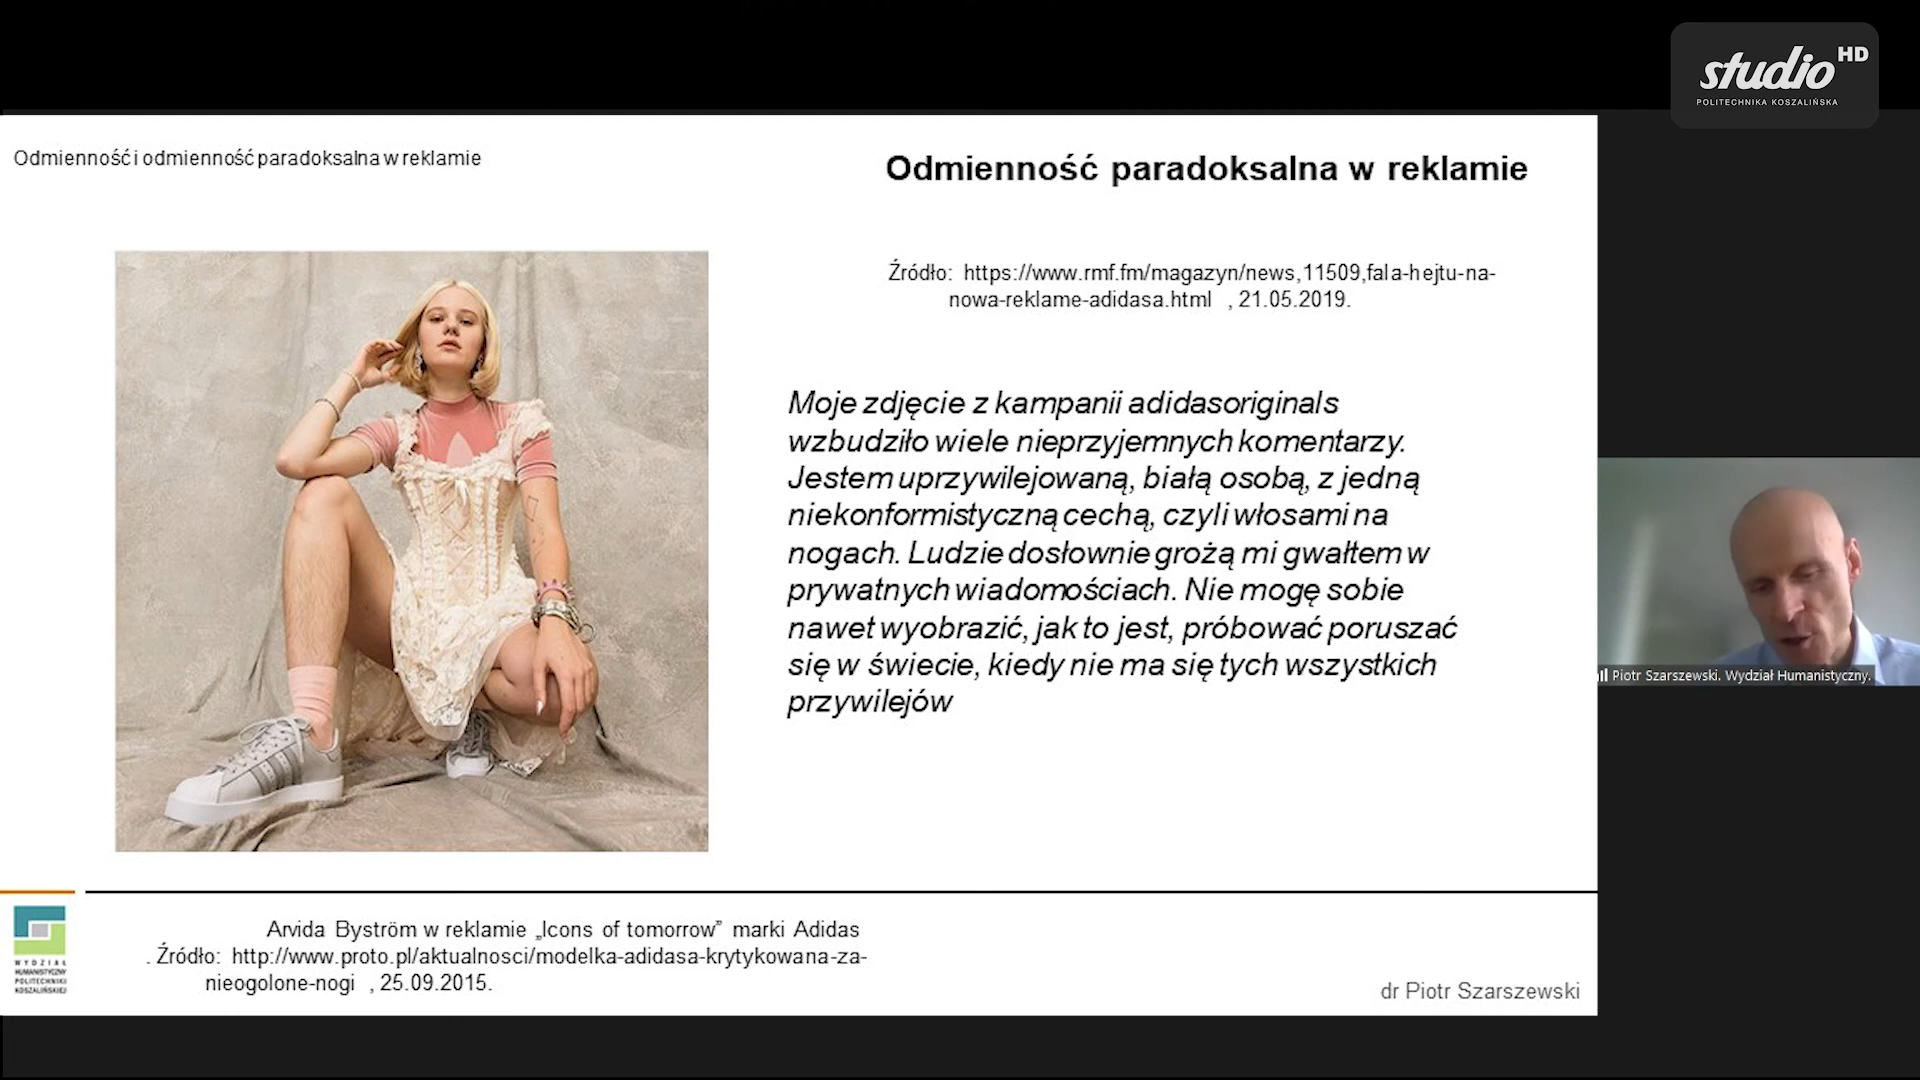 studio HD
POLITECHNIKA KOSZALIŃSKA
Odmienność i odmienność paradoksalna w reklamie
Odmienność paradoksalna w reklamie
Źródło: https://www.rmf.fm/magazyn/news,11509,fala-hejtu-na-
nowa-reklame-adidasa.html , 21.05.2019.
Moje zdjęcie z kampanii adidasoriginals
wzbudziło wiele nieprzyjemnych komentarzy.
Jestem uprzywilejowaną, białą osobą, z jedną
niekonformistyczną cechą, czyli włosami na
nogach. Ludzie dosłownie grożą mi gwałtem w
prywatnych wiadomościach. Nie mogę sobie
nawet wyobrazić, jak to jest, próbować poruszać
się w świecie, kiedy nie ma się tych wszystkich
przywilejów
Piotr Szarszewski. Wydział Humanistyczny.
WYDZIAŁ
HUMANISTYCZNY
POLITECHNIKI
KOSZALIŃSKIEJ
Arvida Byström w reklamie „Icons of tomorrow” marki Adidas
. Źródło: http://www.proto.pl/aktualnosci/modelka-adidasa-krytykowana-za-
nieogolone-nogi , 25.09.2015.
dr Piotr Szarszewski